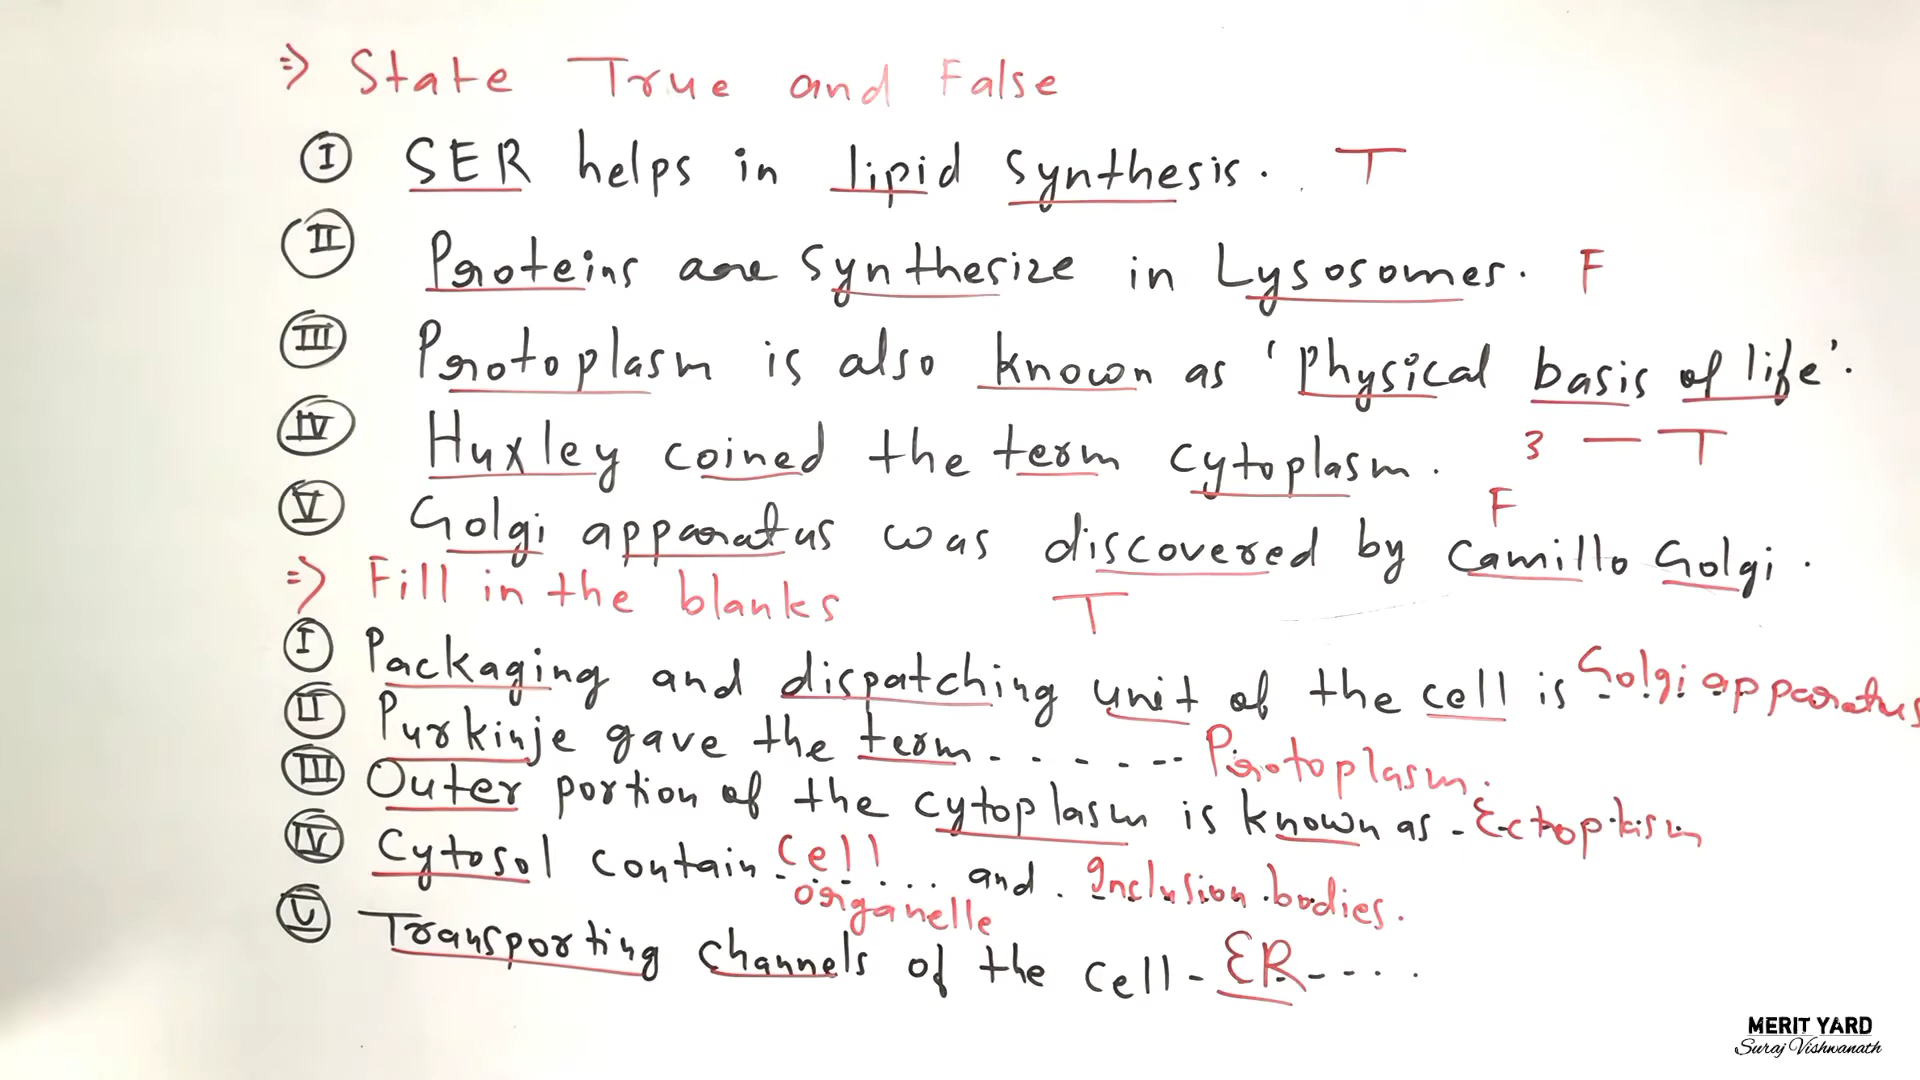 ⇒ State True and False
I SER helps in lipid synthesis. T
II Proteins are synthesize in Lysosomes. F
III Protoplasm is also known as 'Physical basis of life'.
3 — T
IV Huxley coined the term cytoplasm.
F
V Golgi apparatus was discovered by Camillo Golgi.
T
⇒ Fill in the blanks
I Packaging and dispatching unit of the cell is Golgi apparatus
II Purkinje gave the term ------- Protoplasm.
III Outer portion of the cytoplasm is known as - Ectoplasm
IV Cytosol contain cell organelle ... and . Inclusion bodies.
V Transporting channels of the cell - ER - - - - .
MERIT YARD
Suraj Vishwanath